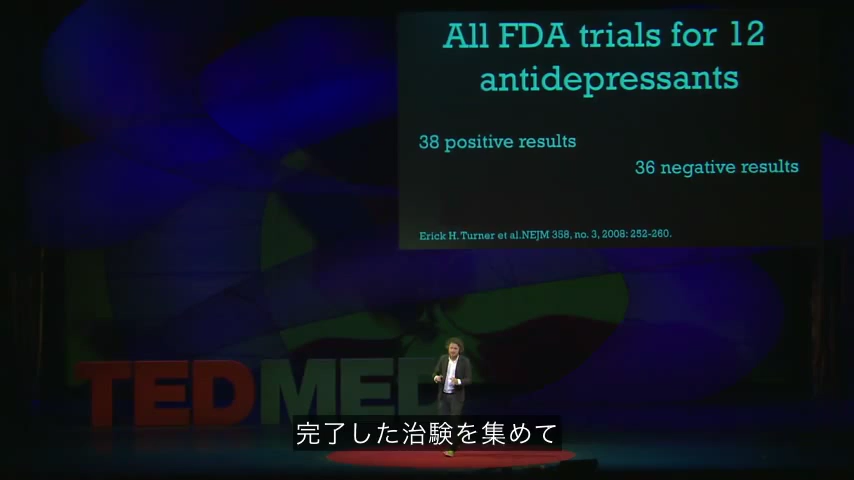 All FDA trials for 12
antidepressants
38 positive results
36 negative results
Erick H. Turner et al.NEJM 358, no. 3, 2008: 252-260.
TEDMED
完了した治験を集めて